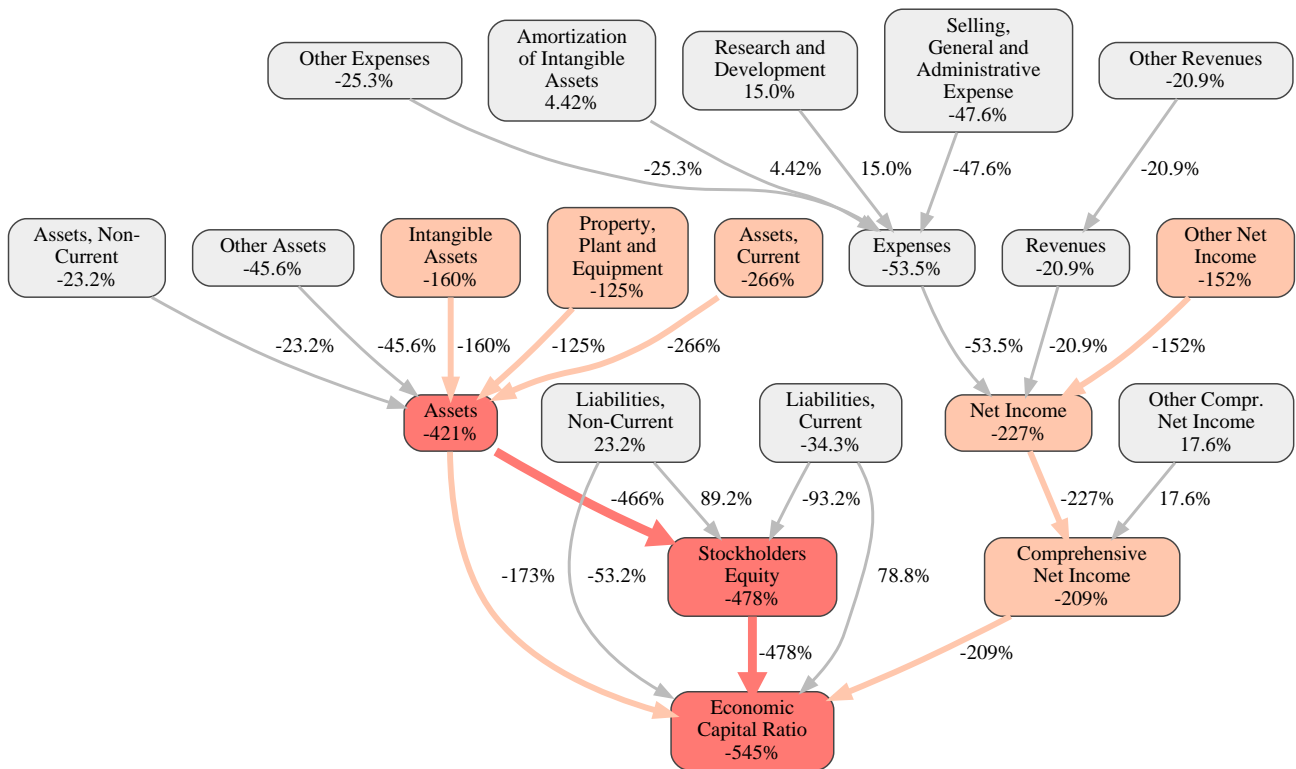 Other Expenses
-25.3%
Amortization
of Intangible
Assets
4.42%
Research and
Development
15.0%
Selling,
General and
Administrative
Expense
-47.6%
Other Revenues
-20.9%
-25.3%
4.42%
15.0%
-47.6%
-20.9%
Assets, Non-
Current
-23.2%
Other Assets
-45.6%
Intangible
Assets
-160%
Property,
Plant and
Equipment
-125%
Assets,
Current
-266%
Expenses
-53.5%
Revenues
-20.9%
Other Net
Income
-152%
-23.2%
-45.6%
-160%
-125%
-266%
-53.5%
-20.9%
-152%
Assets
-421%
Liabilities,
Non-Current
23.2%
Liabilities,
Current
-34.3%
Net Income
-227%
Other Compr.
Net Income
17.6%
-466%
89.2%
-93.2%
-227%
17.6%
-173%
-53.2%
Stockholders
Equity
-478%
78.8%
Comprehensive
Net Income
-209%
-478%
-209%
Economic
Capital Ratio
-545%